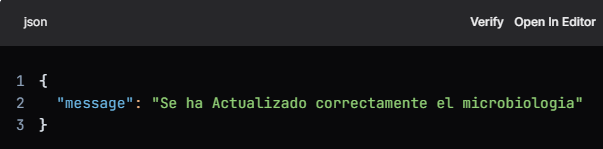 json Verify Open In Editor
1 {
2 "message": "Se ha Actualizado correctamente el microbiologia"
3 }